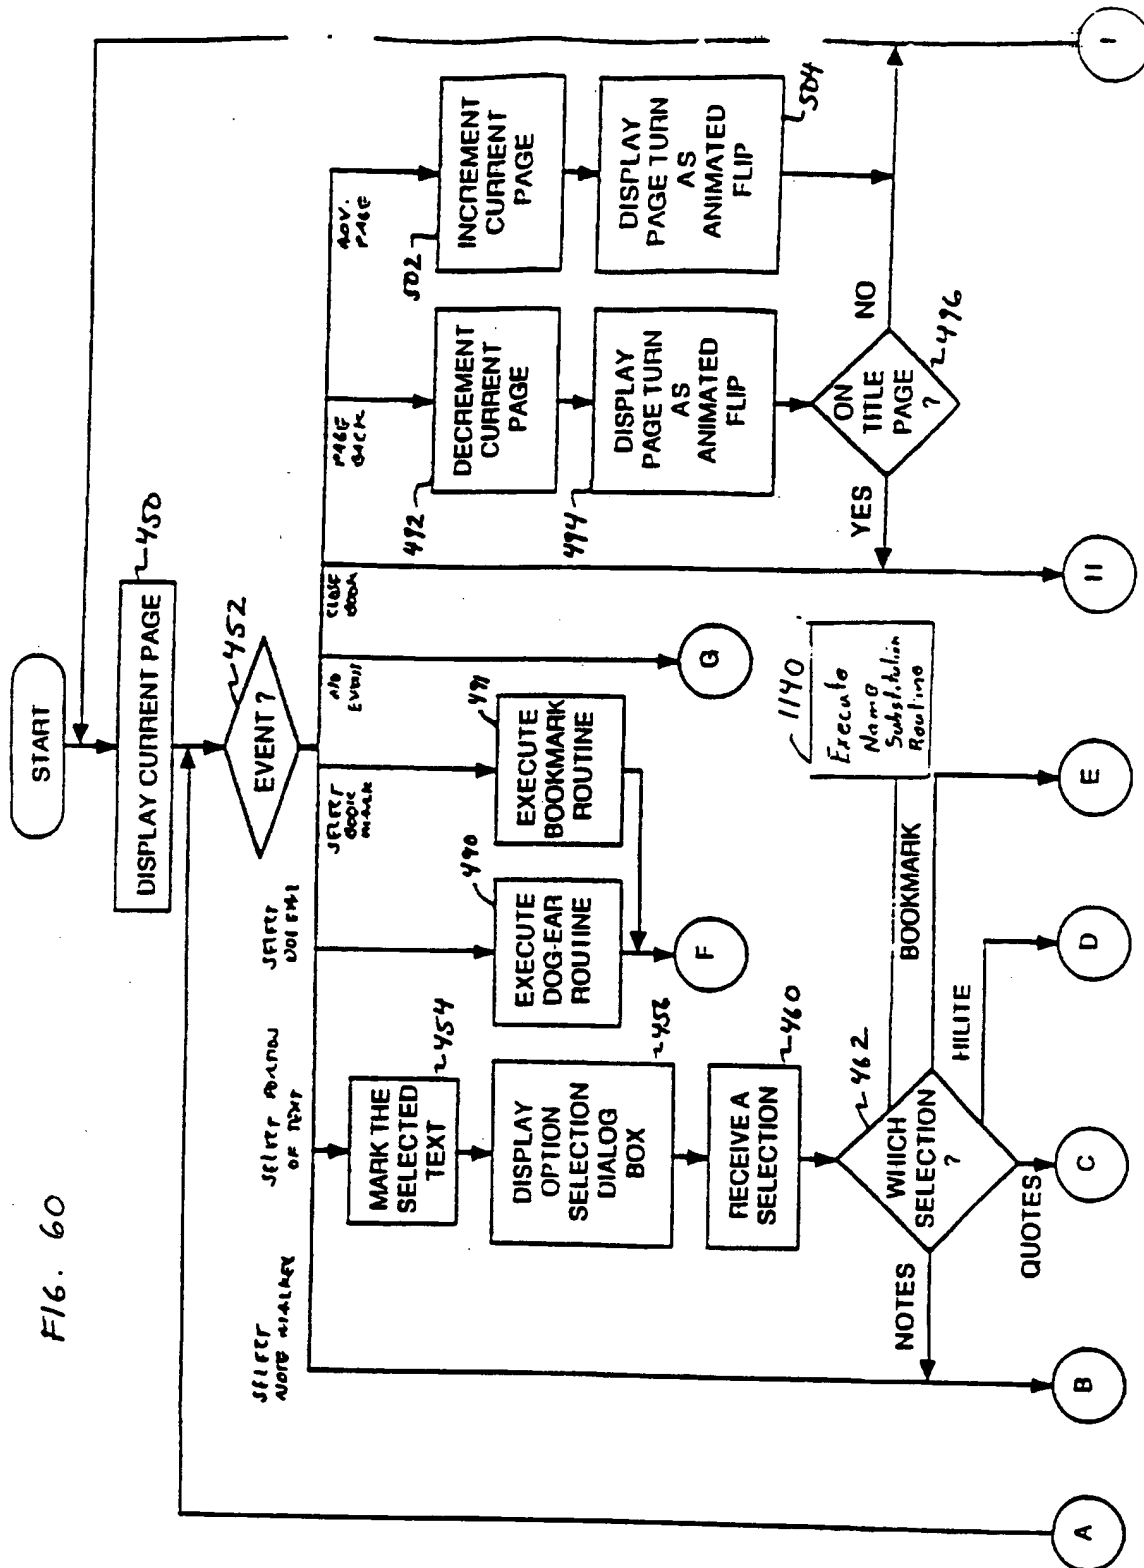 FIG. 60
START
DISPLAY CURRENT PAGE
450
EVENT ?
452
SELECT
NOTE MARKER
SELECT PORTION
OF TEXT
SELECT
SELECT
BOOK
MARK
NO
EVENT
CLOSE
BOOK
PAGE
BACK
ADV.
PAGE
MARK THE
SELECTED
TEXT
454
DISPLAY
OPTION
SELECTION
DIALOG
BOX
RECEIVE A
SELECTION
460
WHICH
SELECTION
?
462
NOTES
QUOTES
HILITE
BOOKMARK
1140
Execute
Name
Substitution
Routine
EXECUTE
DOG-EAR
ROUTINE
490
EXECUTE
BOOKMARK
ROUTINE
491
DECREMENT
CURRENT
PAGE
492
DISPLAY
PAGE TURN
AS
ANIMATED
FLIP
494
ON
TITLE
PAGE
?
496
YES
NO
INCREMENT
CURRENT
PAGE
502
DISPLAY
PAGE TURN
AS
ANIMATED
FLIP
504
A
B
C
D
E
F
G
H
I